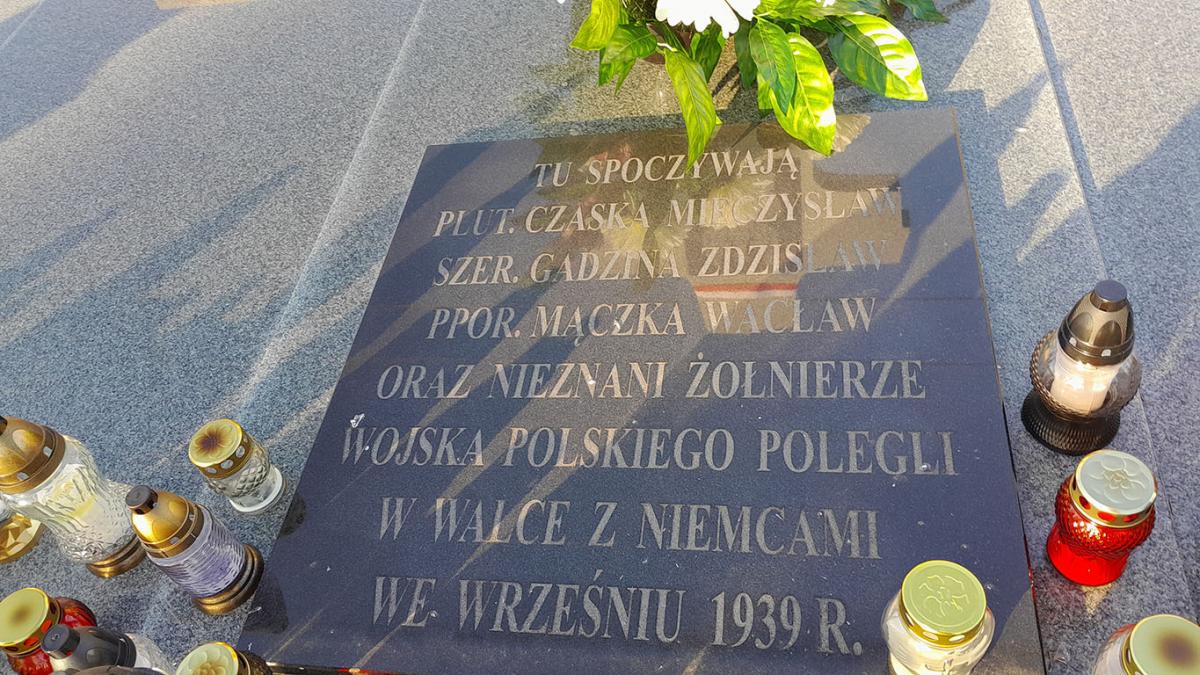 TU SPOCZYWAJĄ
PLUT. CZASKA MIECZYSŁAW
SZER. GADZINA ZDZISŁAW
PPOR. MĄCZKA WACŁAW
ORAZ NIEZNANI ŻOŁNIERZE
WOJSKA POLSKIEGO POLEGLI
W WALCE Z NIEMCAMI
WE WRZEŚNIU 1939 R.